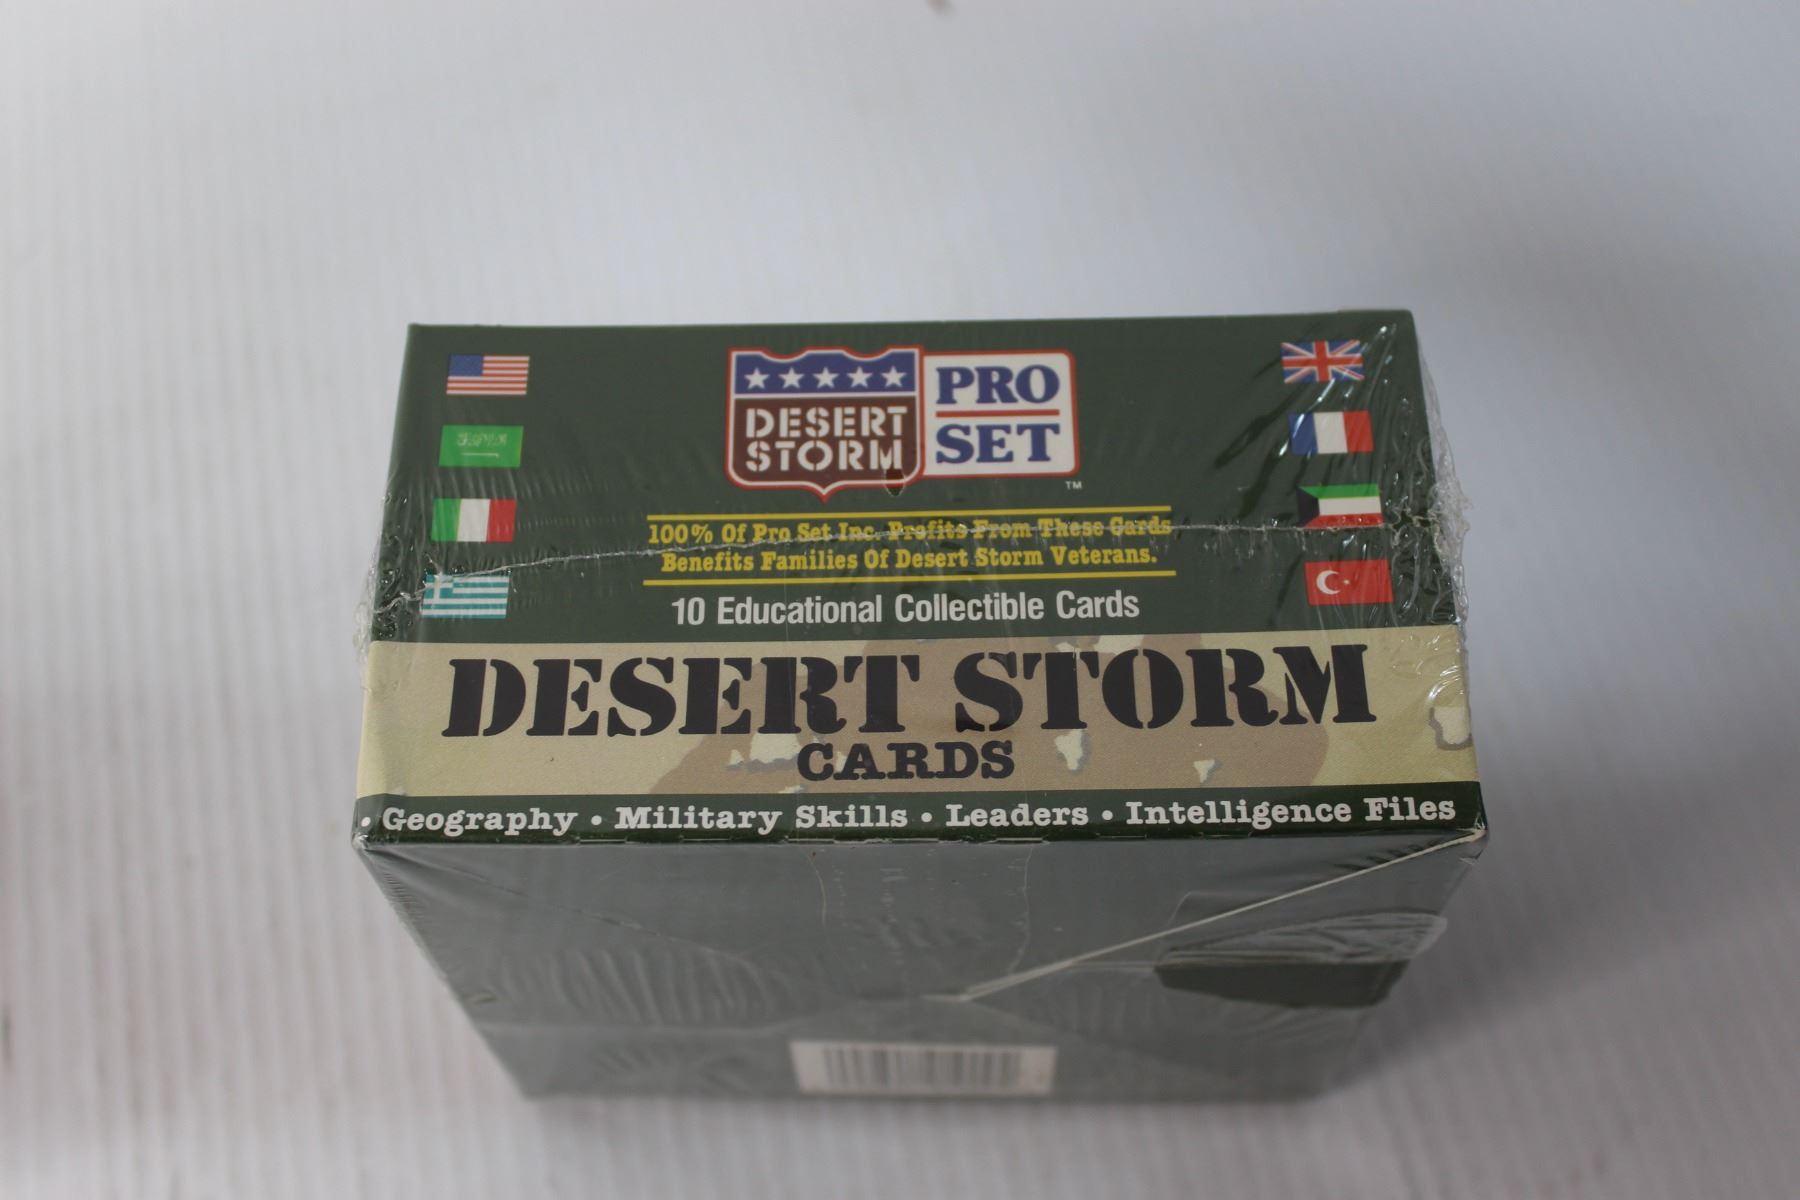 DESERT
STORM
PRO
SET
TM
100% Of Pro Set Inc. Profits From These Cards
Benefits Families Of Desert Storm Veterans.
10 Educational Collectible Cards
DESERT STORM
CARDS
• Geography • Military Skills • Leaders • Intelligence Files